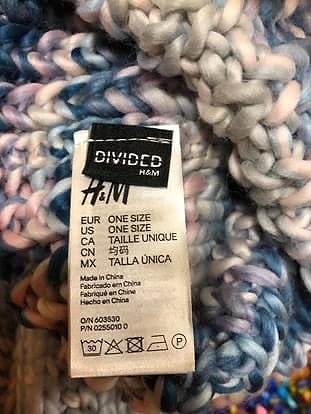 DIVIDED
H&M
H&M
EUR ONE SIZE
US ONE SIZE
CA TAILLE UNIQUE
CN 均码
MX TALLA ÚNICA
Made in China
Fabricado em China
Fabriqué en Chine
Hecho en China
O/N 603530
P/N 0255010 0
30
P